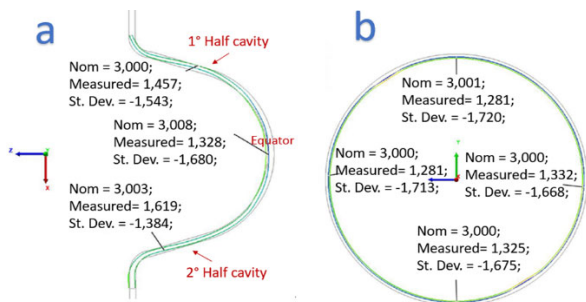 a
1° Half cavity
Nom = 3,000;
Measured= 1,457;
St. Dev. = -1,543;
Nom = 3,008;
Measured= 1,328;
St. Dev. = -1,680;
Equator
Nom = 3,003;
Measured= 1,619;
St. Dev. = -1,384;
2° Half cavity
Z
X
b
Nom = 3,001;
Measured= 1,281;
St. Dev. = -1,720;
Nom = 3,000;
Measured= 1,281;
St. Dev. = -1,713;
Y
Nom = 3,000;
Measured= 1,332;
St. Dev. = -1,668;
Nom = 3,000;
Measured= 1,325;
St. Dev. = -1,675;